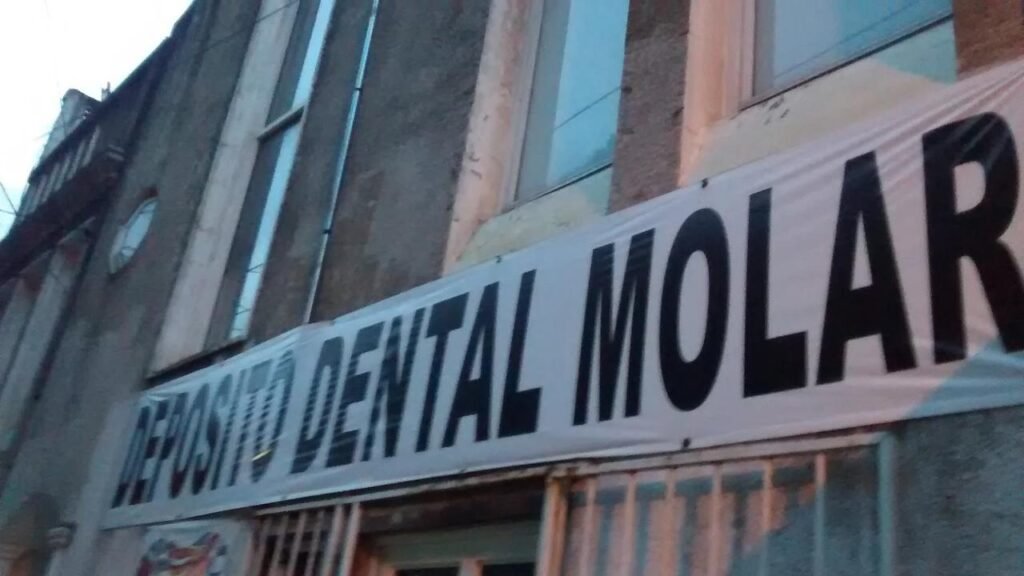 DEPOSITO DENTAL MOLAR